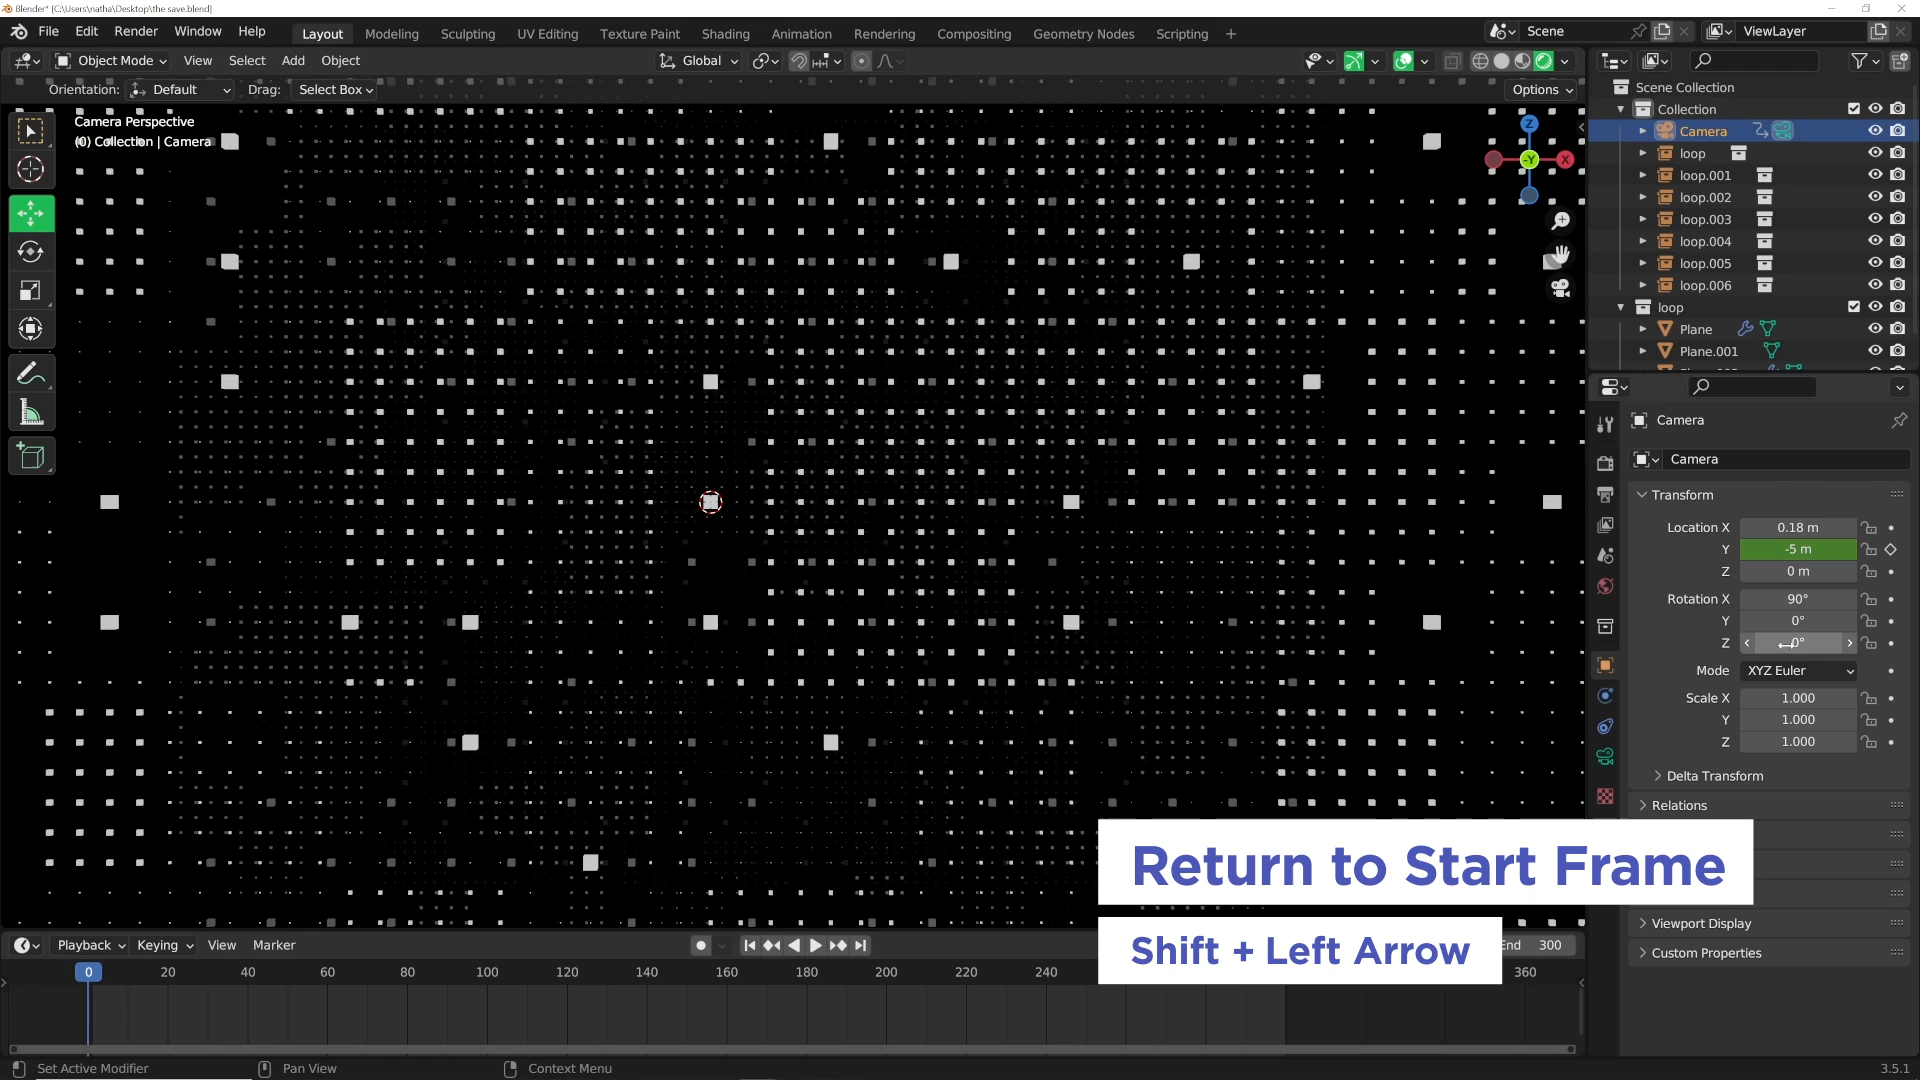 Blender* [C:\Users\natha\Desktop\the save.blend]
File Edit Render Window Help Layout Modeling Sculpting UV Editing Texture Paint Shading Animation Rendering Compositing Geometry Nodes Scripting + Scene ViewLayer
Object Mode View Select Add Object Global
Orientation: Default Drag: Select Box Options
Camera Perspective
(0) Collection | Camera
Z
-Y
X
Scene Collection
Collection
Camera
loop
loop.001
loop.002
loop.003
loop.004
loop.005
loop.006
loop
Plane
Plane.001
Camera
Camera
Transform
Location X 0.18 m
Y -5 m
Z 0 m
Rotation X 90°
Y 0°
Z 0°
Mode XYZ Euler
Scale X 1.000
Y 1.000
Z 1.000
Delta Transform
Relations
Viewport Display
Custom Properties
Return to Start Frame
Shift + Left Arrow
Playback Keying View Marker End 300
0 20 40 60 80 100 120 140 160 180 200 220 240 360
Set Active Modifier Pan View Context Menu 3.5.1